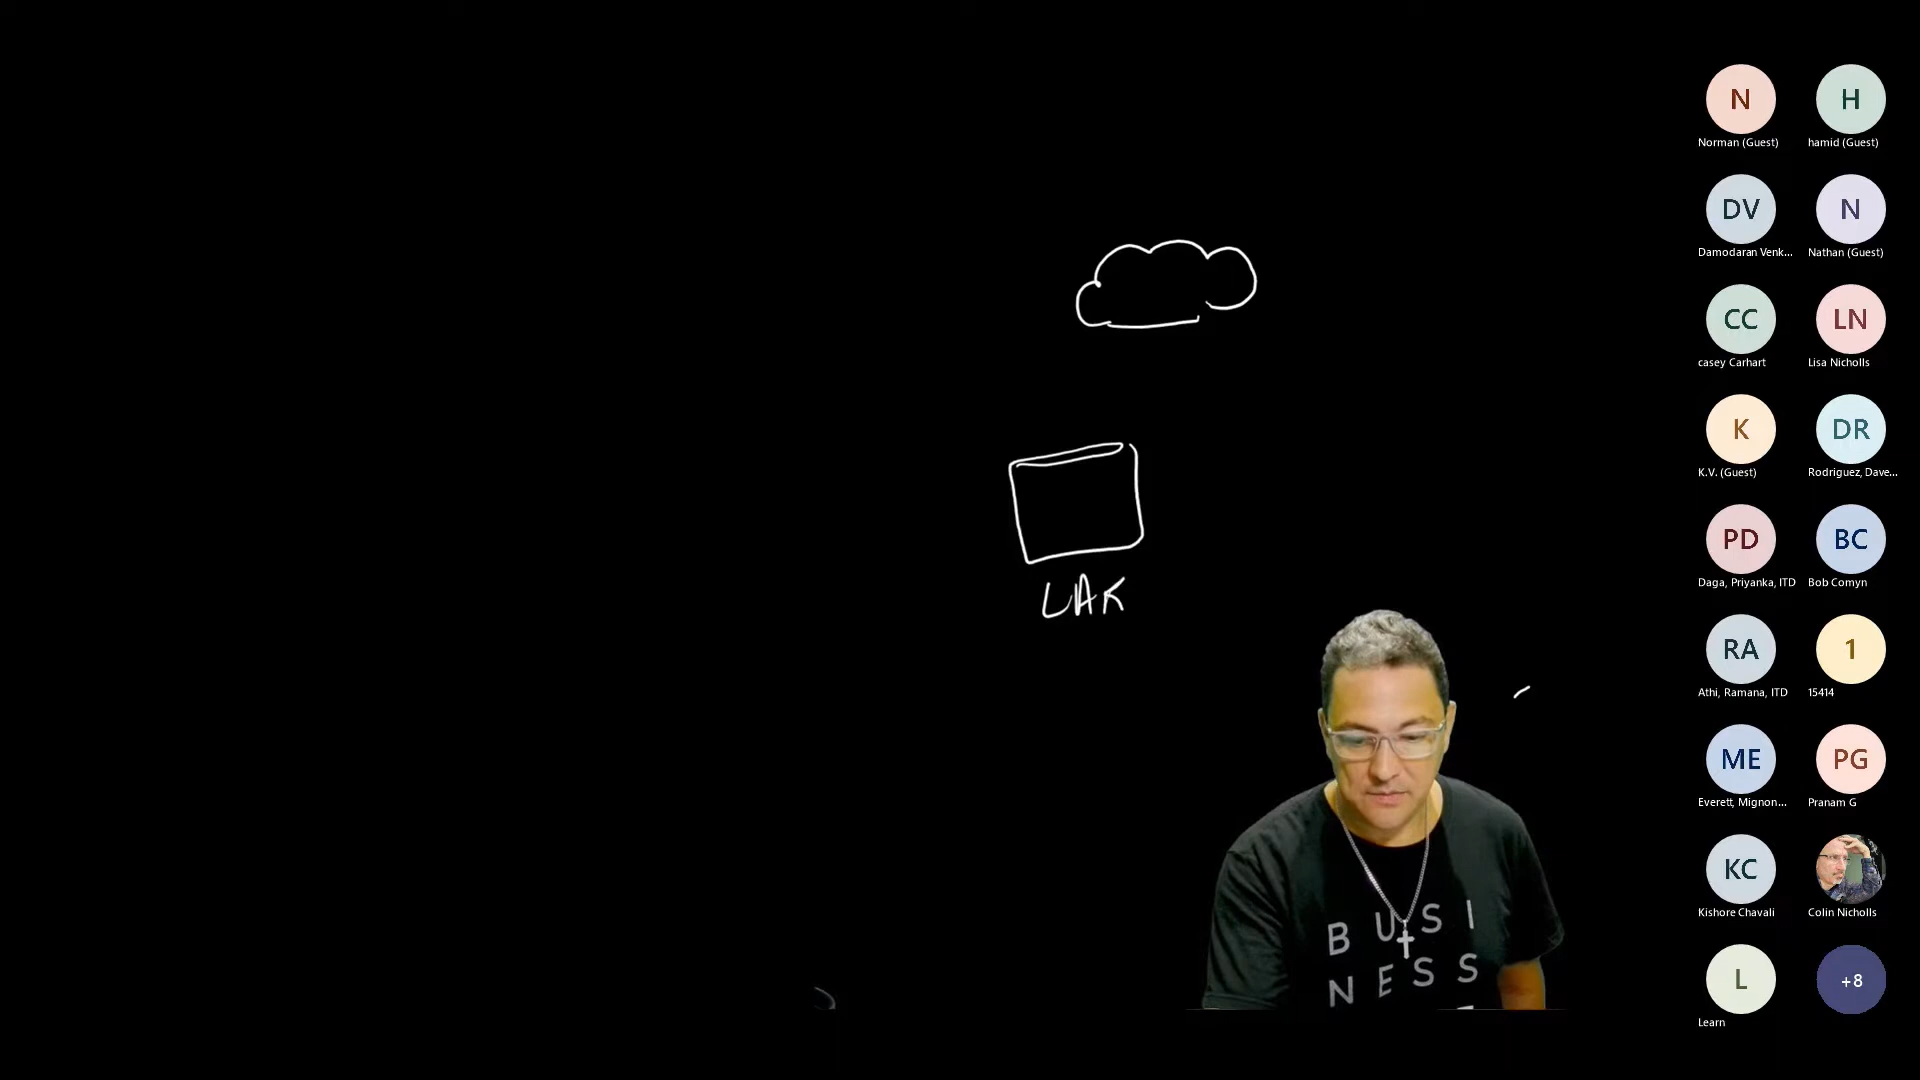 N
H
Norman (Guest)
hamid (Guest)
DV
N
Damodaran Venk...
Nathan (Guest)
CC
LN
casey Carhart
Lisa Nicholls
K
DR
K.V. (Guest)
Rodriguez, Dave...
LAK
PD
BC
Daga, Priyanka, ITD
Bob Comyn
RA
1
Athi, Ramana, ITD
15414
ME
PG
Everett, Mignon...
Pranam G
KC
Kishore Chavali
Colin Nicholls
BUSI
NESS
L
+8
Learn